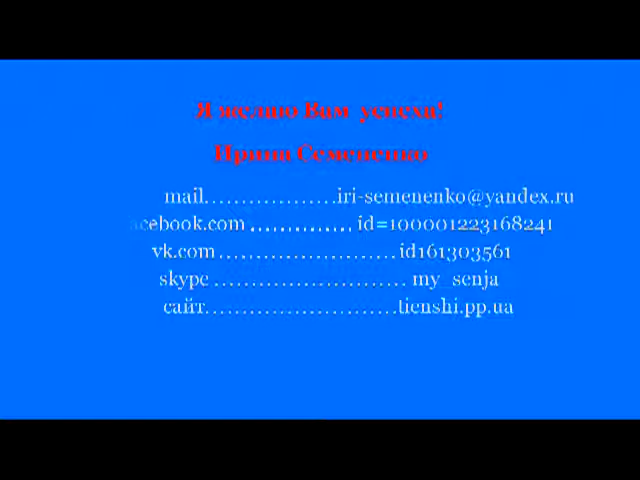 Я желаю Вам успеха!
Ирина Семененко
mail..................iri-semenenko@yandex.ru
acebook.com .............. id=100001223168241
vk.com........................ id161303561
skype .......................... my_senja
сайт..........................tienshi.pp.ua